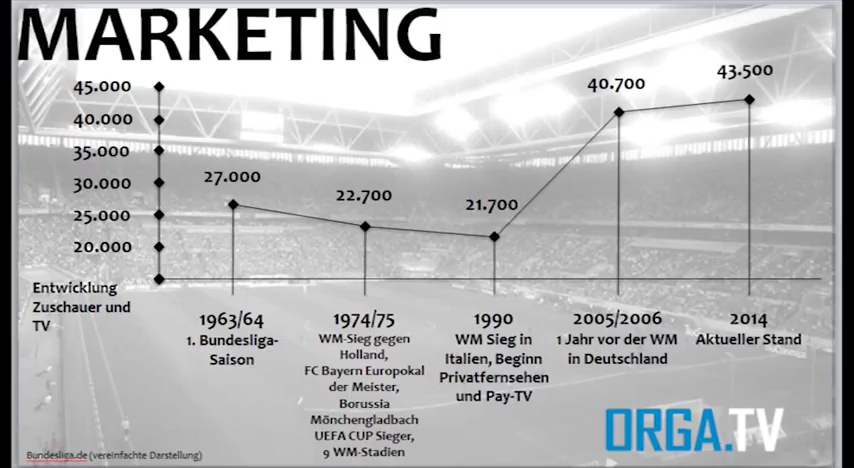 MARKETING
45.000
40.000
35.000
30.000
25.000
20.000
27.000
22.700
21.700
40.700
43.500
Entwicklung
Zuschauer und
TV
1963/64
1. Bundesliga-
Saison
1974/75
WM-Sieg gegen
Holland,
FC Bayern Europokal
der Meister,
Borussia
Mönchengladbach
UEFA CUP Sieger,
9 WM-Stadien
1990
WM Sieg in
Italien, Beginn
Privatfernsehen
und Pay-TV
2005/2006
1 Jahr vor der WM
in Deutschland
2014
Aktueller Stand
ORGA.TV
Bundesliga.de (vereinfachte Darstellung)